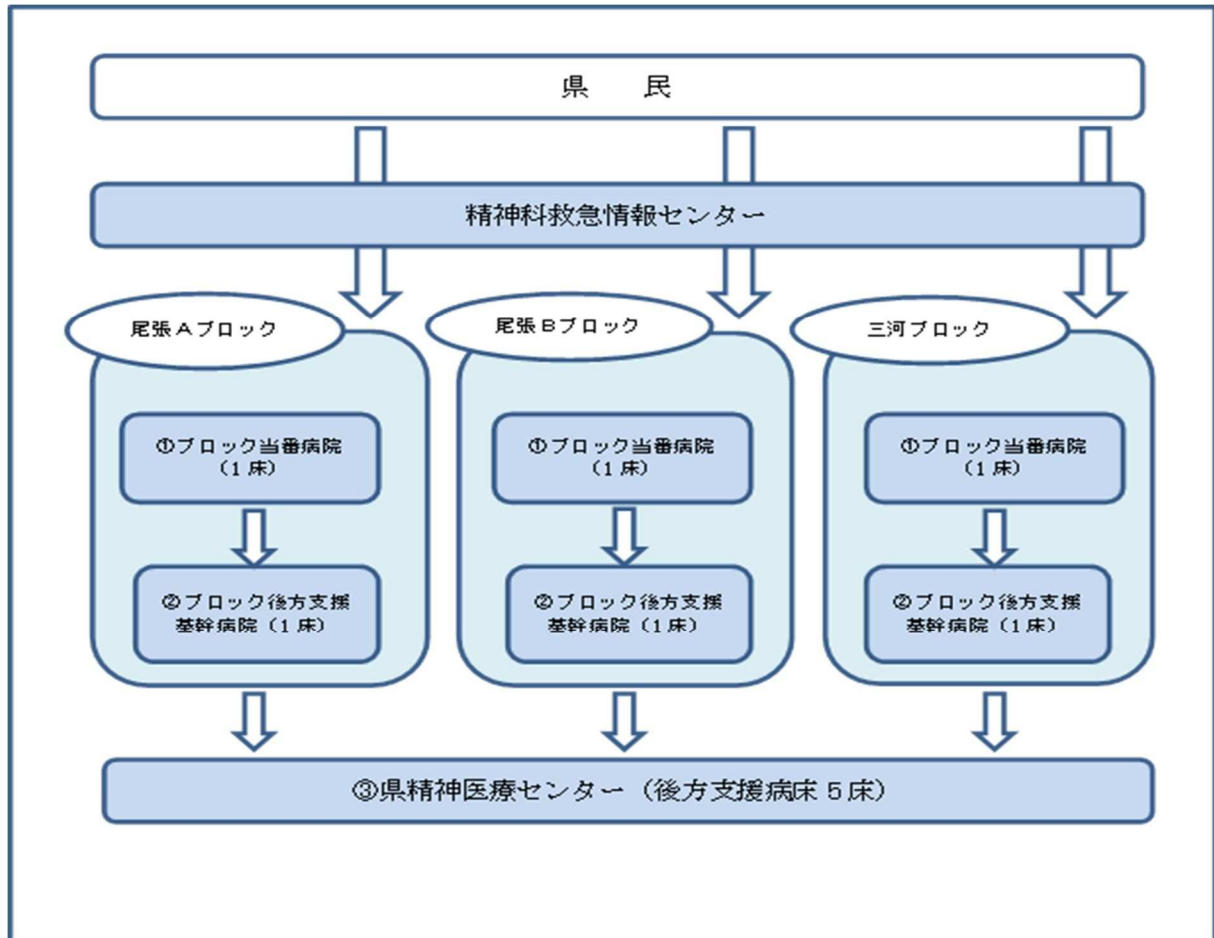 県　　民
精神科救急情報センター
尾張Aブロック
尾張Bブロック
三河ブロック
①ブロック当番病院
（1床）
①ブロック当番病院
（1床）
①ブロック当番病院
（1床）
②ブロック後方支援
基幹病院（1床）
②ブロック後方支援
基幹病院（1床）
②ブロック後方支援
基幹病院（1床）
③県精神医療センター（後方支援病床5床）